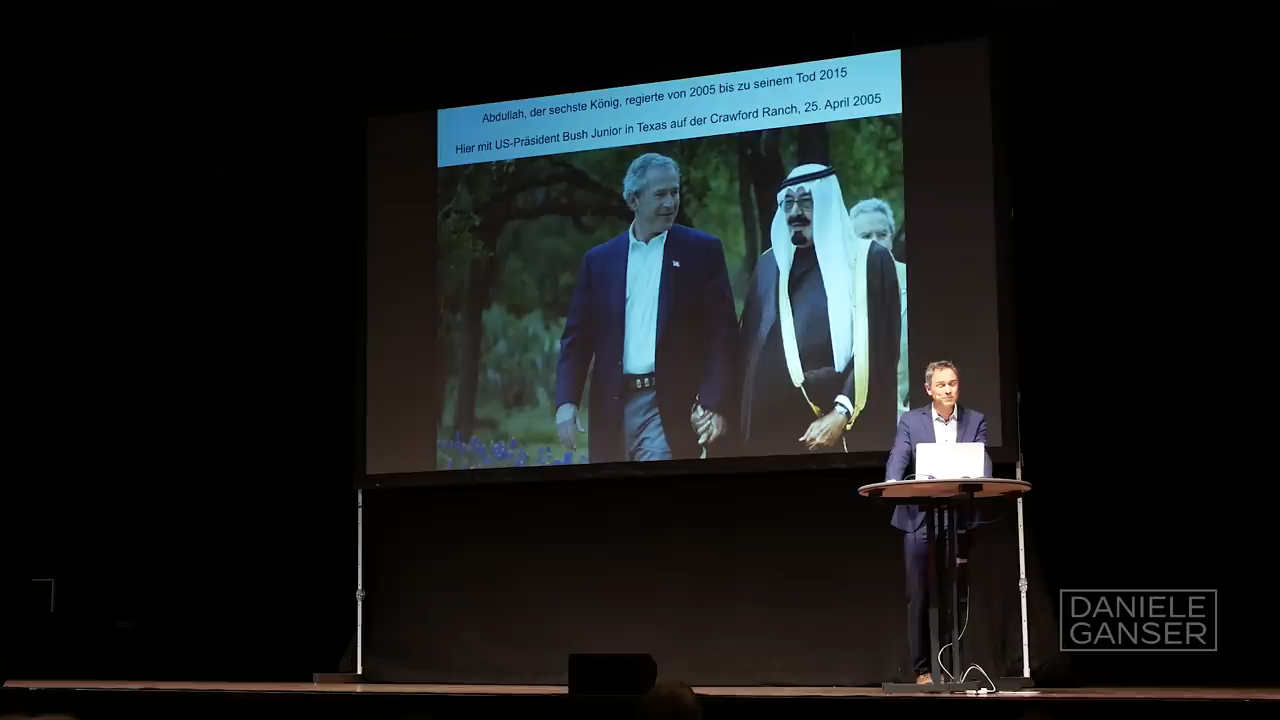 Abdullah, der sechste König, regierte von 2005 bis zu seinem Tod 2015
Hier mit US-Präsident Bush Junior in Texas auf der Crawford Ranch, 25. April 2005
DANIELE
GANSER